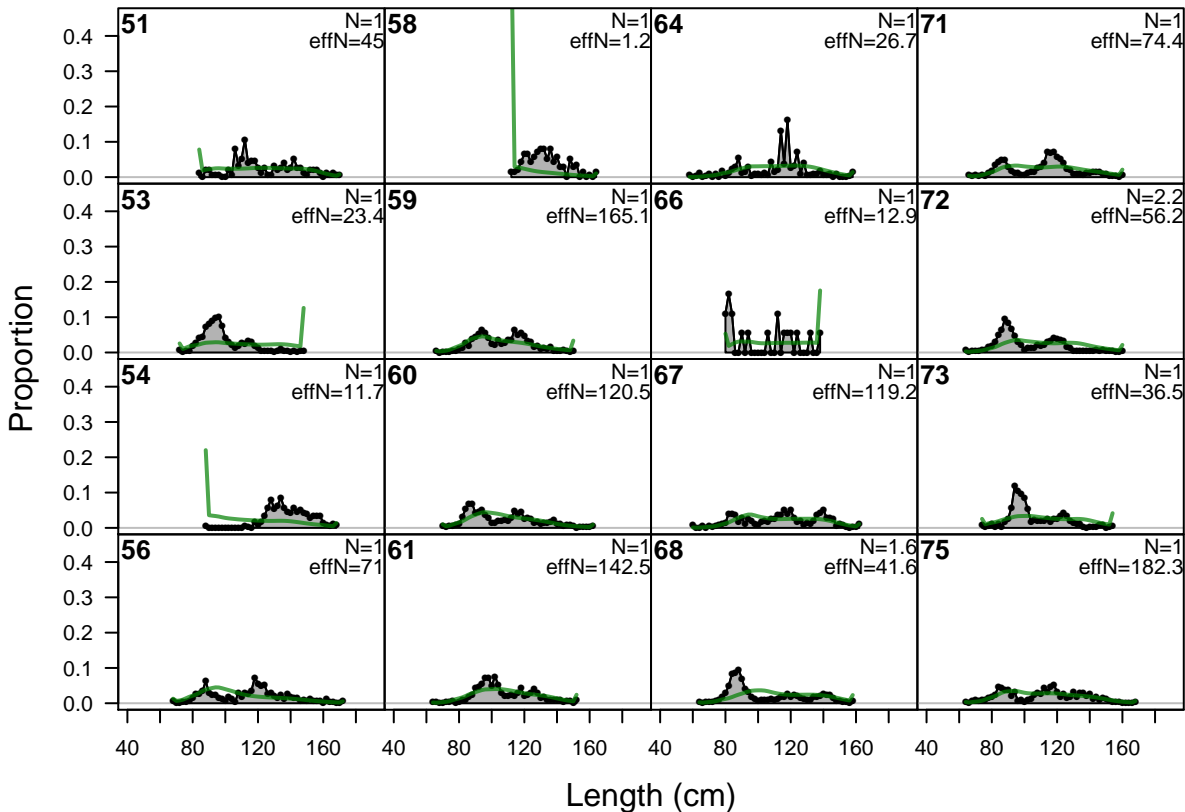 51 N=1 58 N=1 64 N=1 71 N=1
effN=45 effN=1.2 effN=26.7 effN=74.4
0.4
0.3
0.2
0.1
0.0
53 N=1 59 N=1 66 N=1 72 N=2.2
effN=23.4 effN=165.1 effN=12.9 effN=56.2
0.4
0.3
0.2
0.1
0.0
54 N=1 60 N=1 67 N=1 73 N=1
effN=11.7 effN=120.5 effN=119.2 effN=36.5
0.4
0.3
0.2
0.1
0.0
56 N=1 61 N=1 68 N=1.6 75 N=1
effN=71 effN=142.5 effN=41.6 effN=182.3
0.4
0.3
0.2
0.1
0.0
Proportion
40 80 120 160 40 80 120 160 40 80 120 160 40 80 120 160
Length (cm)